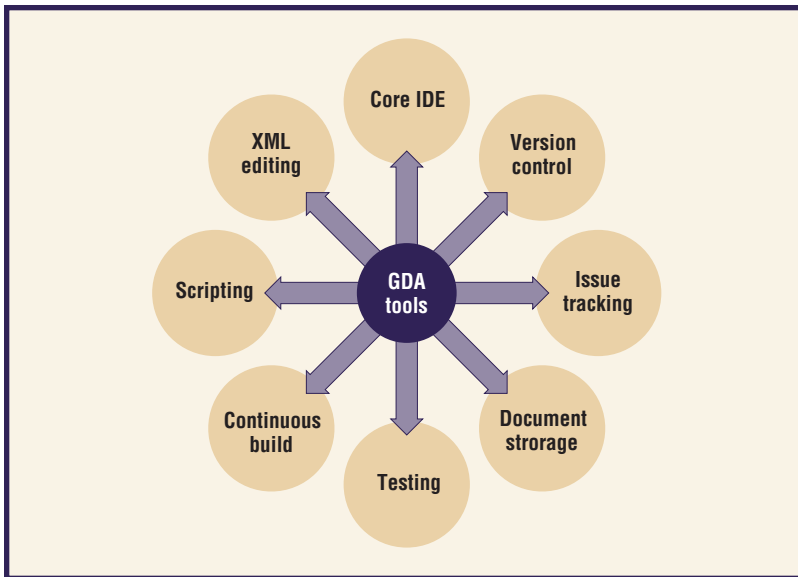 Core IDE
XML
editing
Version
control
Scripting
GDA
tools
Issue
tracking
Continuous
build
Document
strorage
Testing